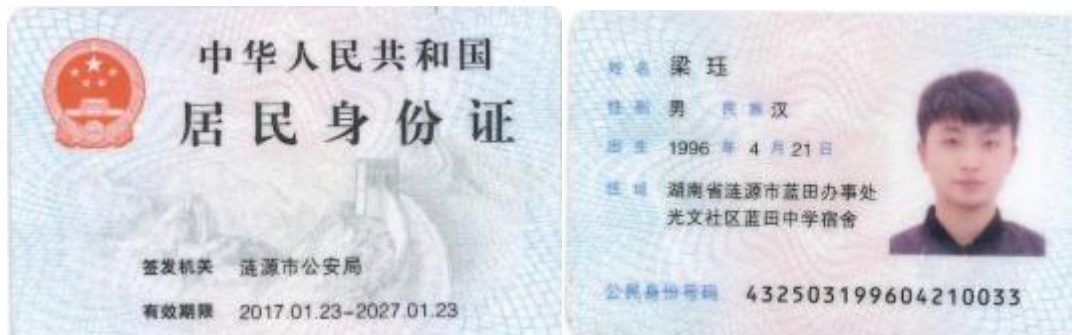 中华人民共和国
居民身份证
签发机关 涟源市公安局
有效期限 2017.01.23-2027.01.23
姓名 梁珏
性别 男 民族 汉
出生 1996 年 4 月 21 日
住址 湖南省涟源市蓝田办事处
光文社区蓝田中学宿舍
公民身份号码 432503199604210033